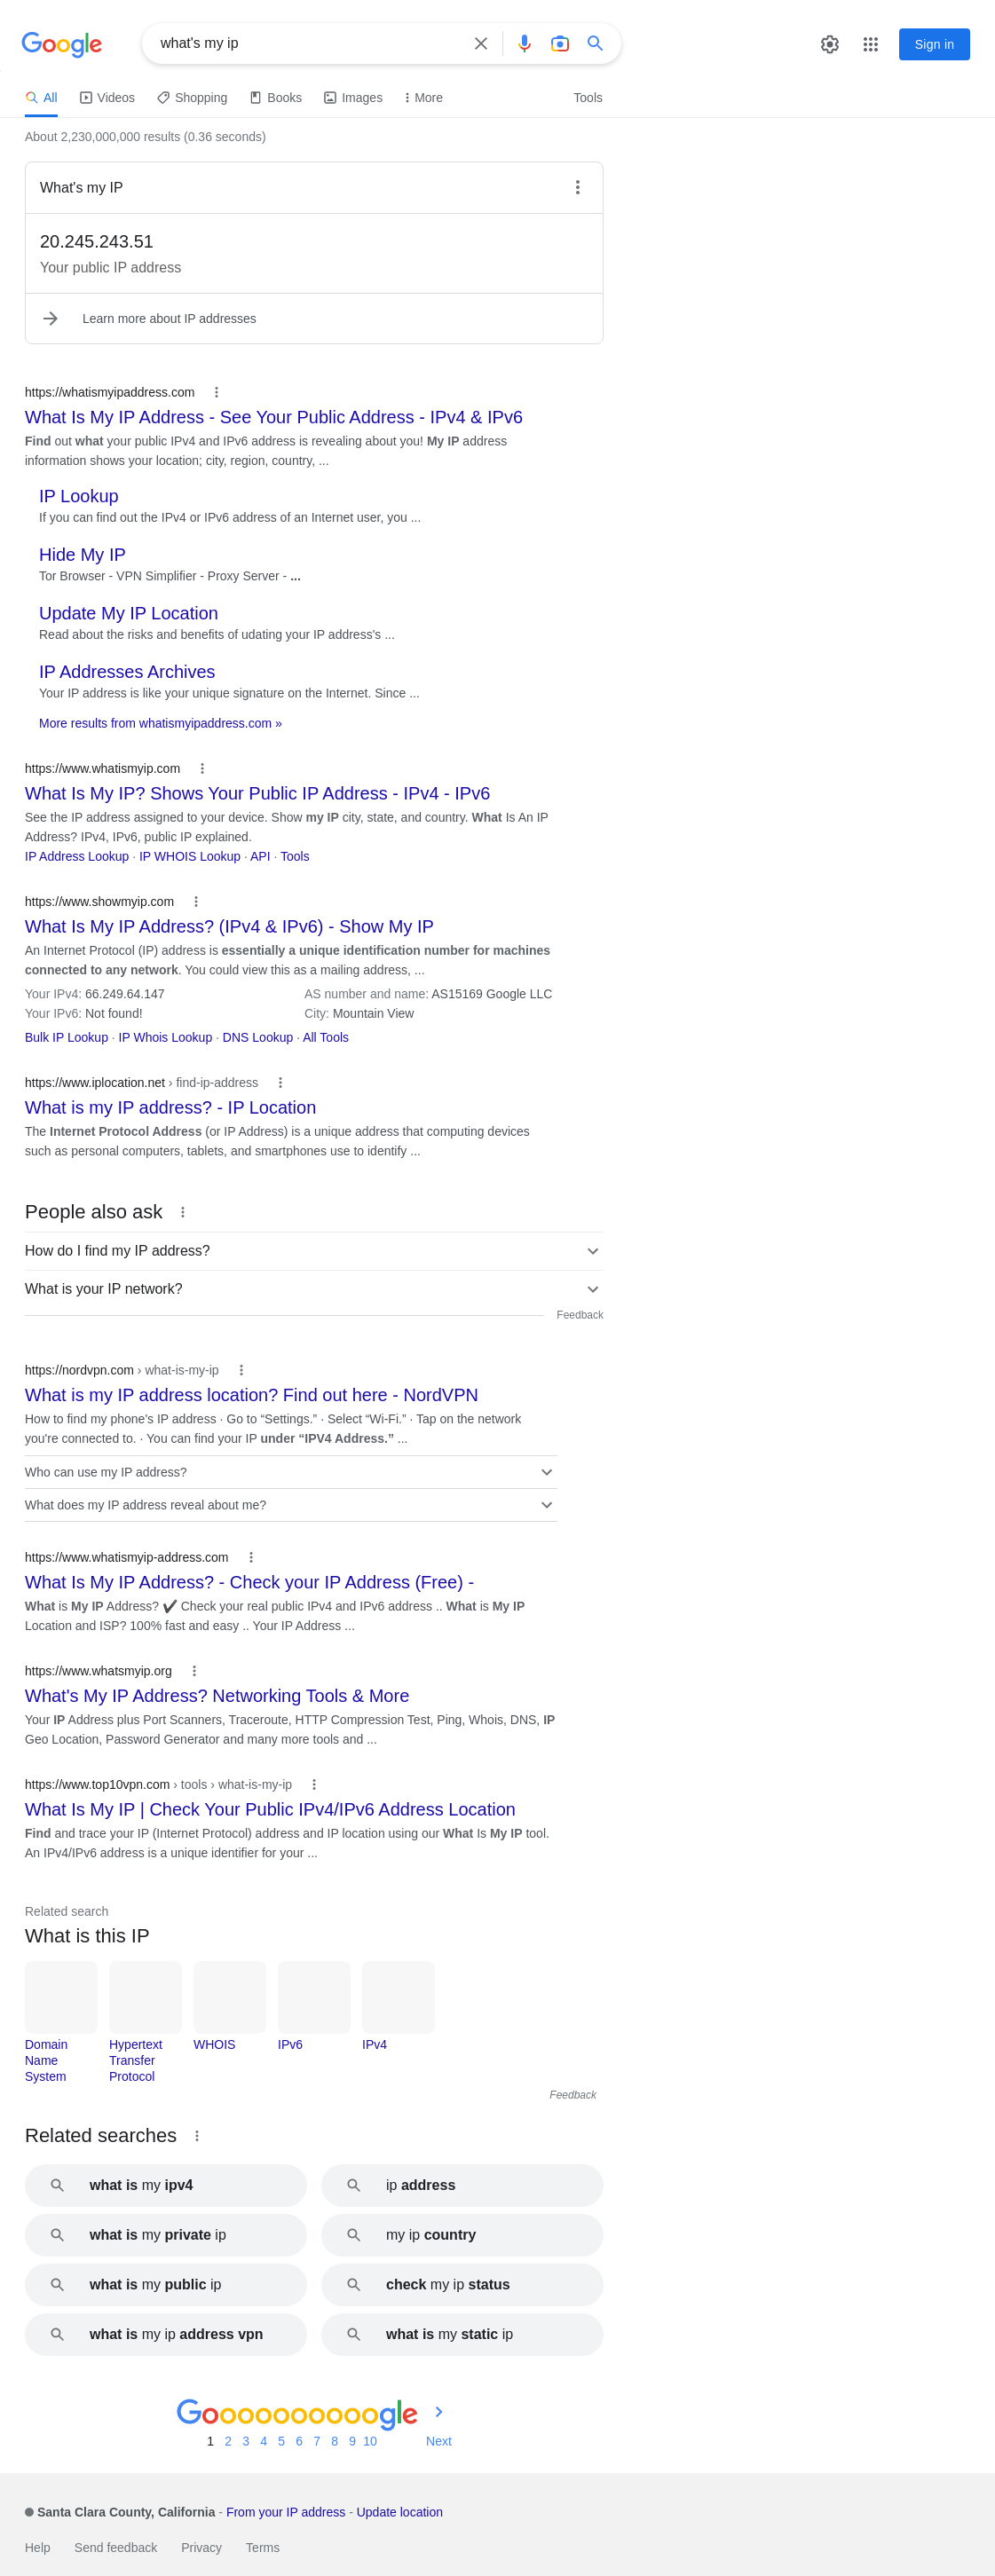 Google
what's my ip
Sign in
All
Videos
Shopping
Books
Images
More
Tools
About 2,230,000,000 results (0.36 seconds)
What's my IP
20.245.243.51
Your public IP address
Learn more about IP addresses
https://whatismyipaddress.com
What Is My IP Address - See Your Public Address - IPv4 & IPv6
Find out what your public IPv4 and IPv6 address is revealing about you! My IP address
information shows your location; city, region, country, ...
IP Lookup
If you can find out the IPv4 or IPv6 address of an Internet user, you ...
Hide My IP
Tor Browser - VPN Simplifier - Proxy Server - ...
Update My IP Location
Read about the risks and benefits of udating your IP address's ...
IP Addresses Archives
Your IP address is like your unique signature on the Internet. Since ...
More results from whatismyipaddress.com »
https://www.whatismyip.com
What Is My IP? Shows Your Public IP Address - IPv4 - IPv6
See the IP address assigned to your device. Show my IP city, state, and country. What Is An IP
Address? IPv4, IPv6, public IP explained.
IP Address Lookup · IP WHOIS Lookup · API · Tools
https://www.showmyip.com
What Is My IP Address? (IPv4 & IPv6) - Show My IP
An Internet Protocol (IP) address is essentially a unique identification number for machines
connected to any network. You could view this as a mailing address, ...
Your IPv4: 66.249.64.147 AS number and name: AS15169 Google LLC
Your IPv6: Not found! City: Mountain View
Bulk IP Lookup · IP Whois Lookup · DNS Lookup · All Tools
https://www.iplocation.net › find-ip-address
What is my IP address? - IP Location
The Internet Protocol Address (or IP Address) is a unique address that computing devices
such as personal computers, tablets, and smartphones use to identify ...
People also ask
How do I find my IP address?
What is your IP network?
Feedback
https://nordvpn.com › what-is-my-ip
What is my IP address location? Find out here - NordVPN
How to find my phone's IP address · Go to “Settings.” · Select “Wi-Fi.” · Tap on the network
you're connected to. · You can find your IP under “IPV4 Address.” ...
Who can use my IP address?
What does my IP address reveal about me?
https://www.whatismyip-address.com
What Is My IP Address? - Check your IP Address (Free) -
What is My IP Address? ✔️ Check your real public IPv4 and IPv6 address .. What is My IP
Location and ISP? 100% fast and easy .. Your IP Address ...
https://www.whatsmyip.org
What's My IP Address? Networking Tools & More
Your IP Address plus Port Scanners, Traceroute, HTTP Compression Test, Ping, Whois, DNS, IP
Geo Location, Password Generator and many more tools and ...
https://www.top10vpn.com › tools › what-is-my-ip
What Is My IP | Check Your Public IPv4/IPv6 Address Location
Find and trace your IP (Internet Protocol) address and IP location using our What Is My IP tool.
An IPv4/IPv6 address is a unique identifier for your ...
Related search
What is this IP
Domain
Name
System
Hypertext
Transfer
Protocol
WHOIS
IPv6
IPv4
Feedback
Related searches
what is my ipv4
ip address
what is my private ip
my ip country
what is my public ip
check my ip status
what is my ip address vpn
what is my static ip
Goooooooooogle
1 2 3 4 5 6 7 8 9 10 Next
Santa Clara County, California - From your IP address - Update location
Help Send feedback Privacy Terms